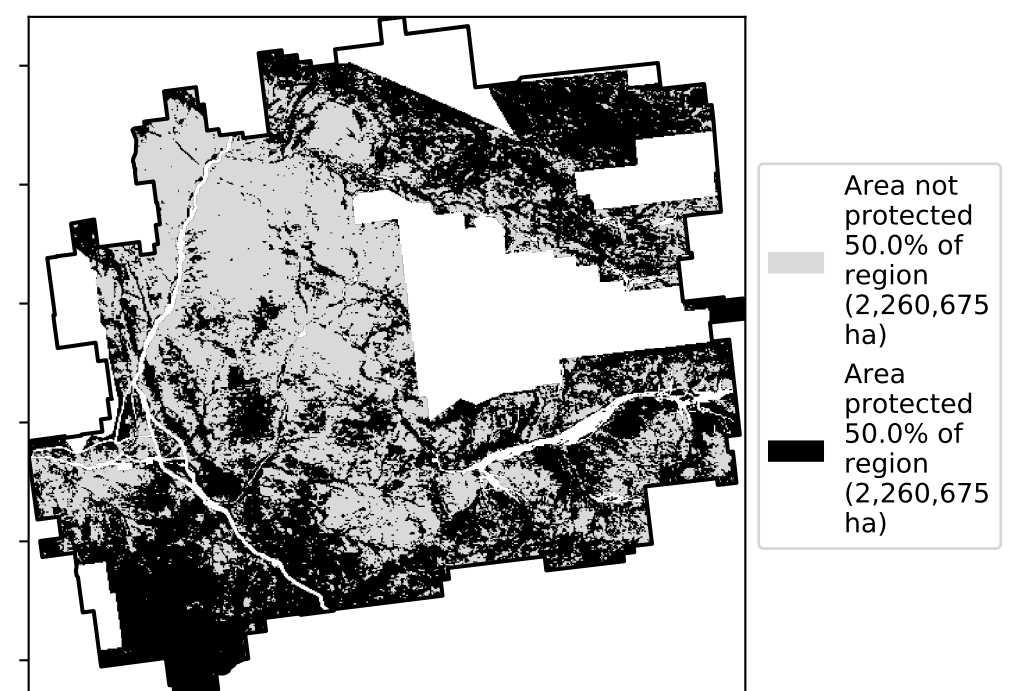 Area not
protected
50.0% of
region
(2,260,675
ha)
Area
protected
50.0% of
region
(2,260,675
ha)